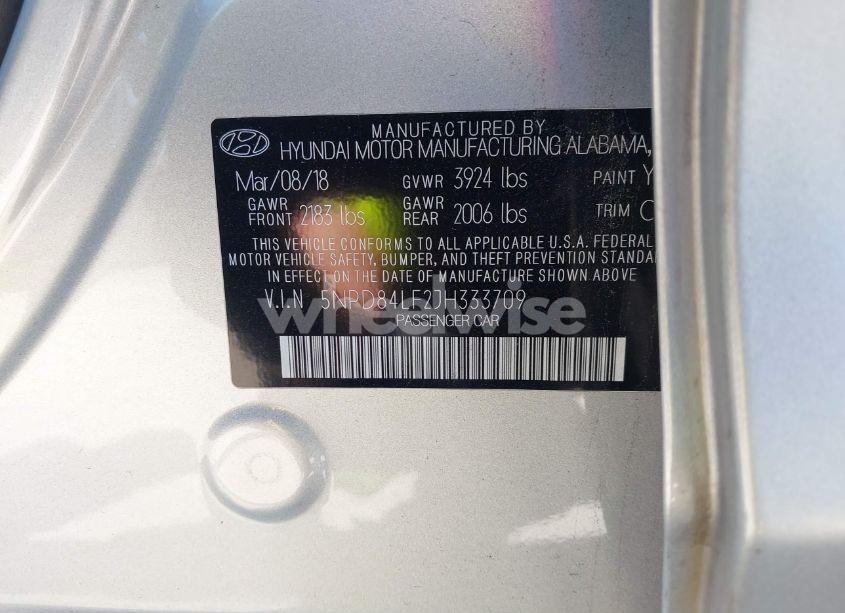 MANUFACTURED BY
HYUNDAI MOTOR MANUFACTURING ALABAMA,
Mar/08/18 GVWR 3924 lbs PAINT Y
GAWR FRONT 2183 lbs GAWR REAR 2006 lbs TRIM C
THIS VEHICLE CONFORMS TO ALL APPLICABLE U.S.A. FEDERAL
MOTOR VEHICLE SAFETY, BUMPER, AND THEFT PREVENTION STANDA
IN EFFECT ON THE DATE OF MANUFACTURE SHOWN ABOVE.
V.I.N 5NPD84LF2JH333709
wheelwise
PASSENGER CAR